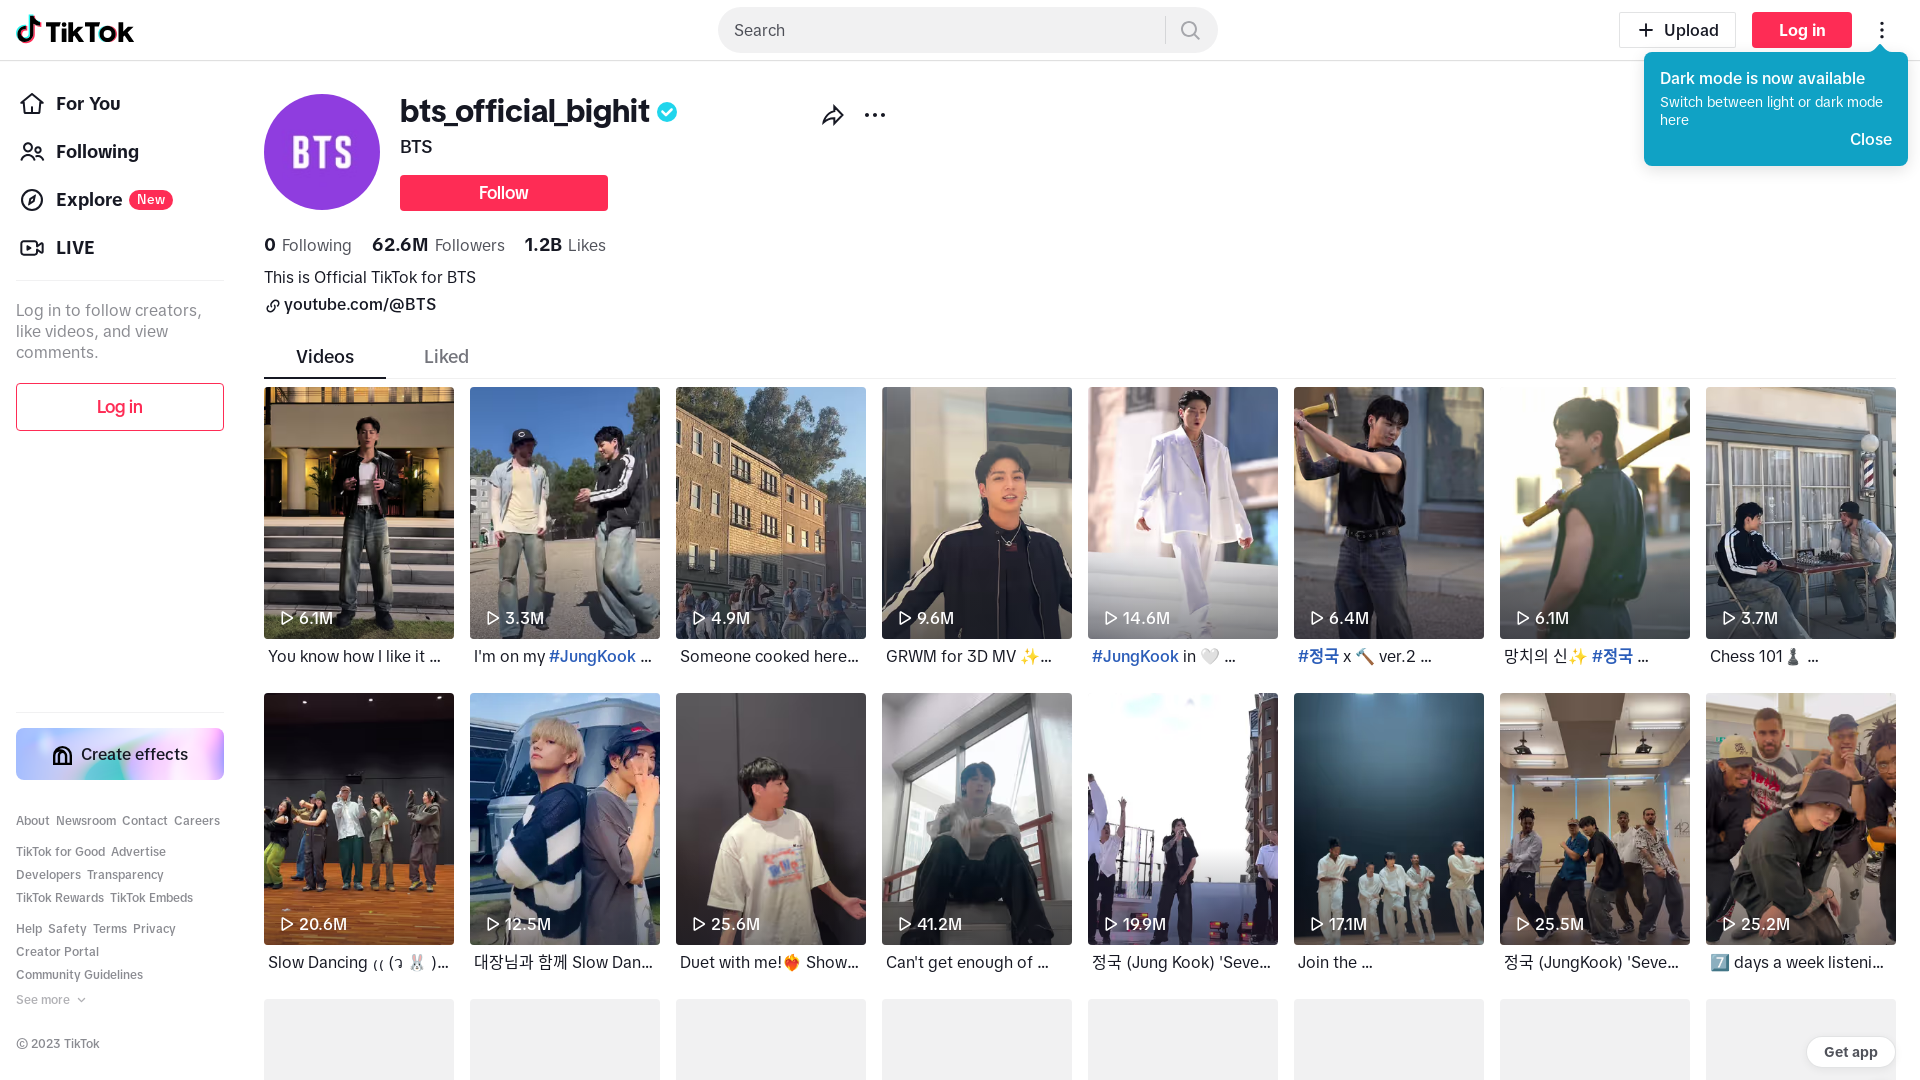 TikTok
Search
Upload
Log in
Dark mode is now available
Switch between light or dark mode
here
Close
For You
Following
Explore New
LIVE
Log in to follow creators,
like videos, and view
comments.
Log in
Create effects
About Newsroom Contact Careers
TikTok for Good Advertise
Developers Transparency
TikTok Rewards TikTok Embeds
Help Safety Terms Privacy
Creator Portal
Community Guidelines
See more
© 2023 TikTok
BTS
bts_official_bighit
BTS
Follow
0 Following 62.6M Followers 1.2B Likes
This is Official TikTok for BTS
youtube.com/@BTS
Videos Liked
6.1M
3.3M
4.9M
9.6M
14.6M
6.4M
6.1M
3.7M
You know how I like it ...
I'm on my #JungKook ...
Someone cooked here...
GRWM for 3D MV ✨...
#JungKook in 🤍 ...
#정국 x 🔨 ver.2 ...
망치의 신✨ #정국 ...
Chess 101♟️ ...
20.6M
12.5M
25.6M
41.2M
19.9M
17.1M
25.5M
25.2M
Slow Dancing ₍₍ (ว 🐰 )...
대장님과 함께 Slow Dan...
Duet with me!❤️‍🔥 Show...
Can't get enough of ...
정국 (Jung Kook) 'Seve...
Join the ...
정국 (JungKook) 'Seve...
7️⃣ days a week listeni...
Get app